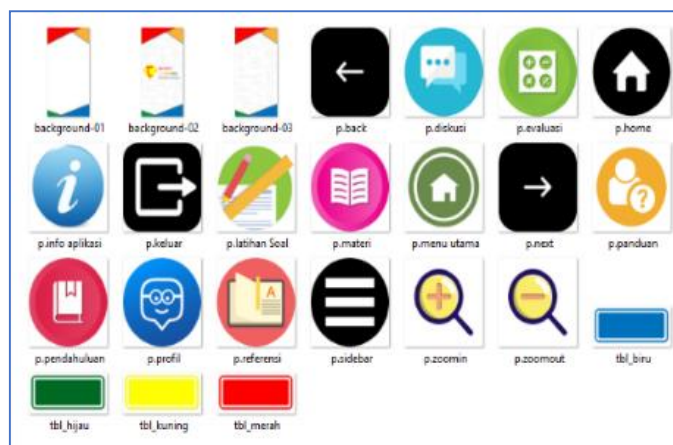 background-01 background-02 background-03 p.back p.diskusi p.evaluasi p.home
p.info aplikasi p.keluar p.latihan Soal p.materi p.menu utama p.next p.panduan
p.pendahuluan p.profil p.referensi p.sidebar p.zoomin p.zoomout tbl_biru
tbl_hijau tbl_kuning tbl_merah